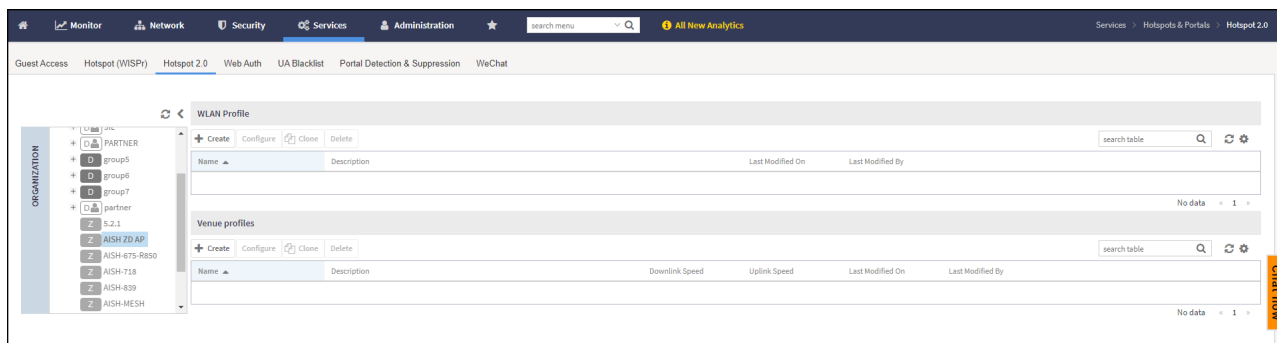 Monitor Network Security Services Administration search menu All New Analytics Services > Hotspots & Portals > Hotspot 2.0
Guest Access Hotspot (WISPr) Hotspot 2.0 Web Auth UA Blacklist Portal Detection & Suppression WeChat
ORGANIZATION
+ D PARTNER
+ D group5
+ D group6
+ D group7
+ D partner
Z 5.2.1
Z AISH ZD AP
Z AISH-675-R850
Z AISH-718
Z AISH-839
Z AISH-MESH
WLAN Profile
+ Create Configure Clone Delete search table
Name Description Last Modified On Last Modified By
No data « 1 »
Venue profiles
+ Create Configure Clone Delete search table
Name Description Downlink Speed Uplink Speed Last Modified On Last Modified By
No data « 1 »
Chat now